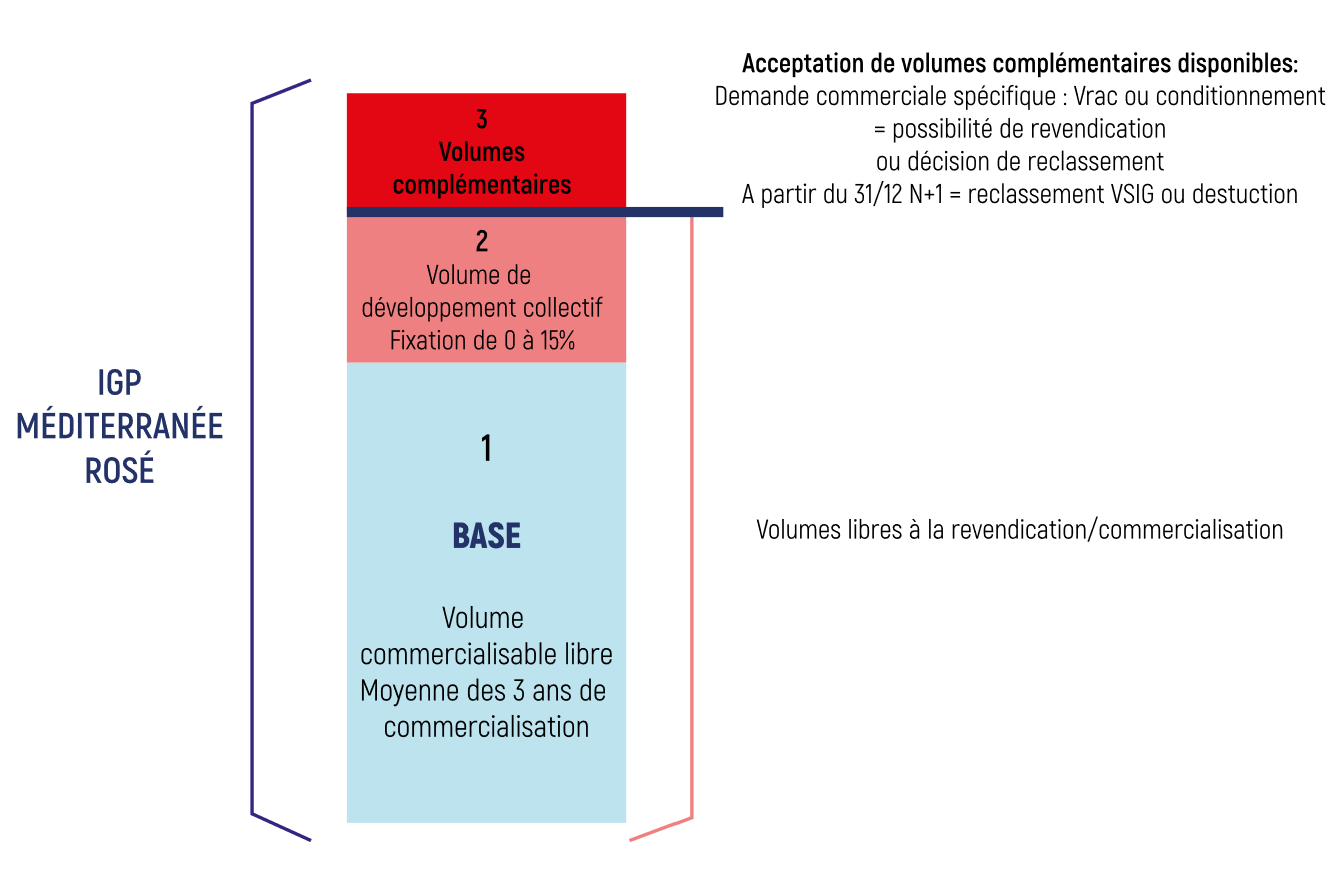 IGP
MÉDITERRANÉE
ROSÉ
3
Volumes
complémentaires
2
Volume de
développement collectif
Fixation de 0 à 15%
1
BASE
Volume
commercialisable libre
Moyenne des 3 ans de
commercialisation
Acceptation de volumes complémentaires disponibles:
Demande commerciale spécifique : Vrac ou conditionnement
= possibilité de revendication
ou décision de reclassement
A partir du 31/12 N+1 = reclassement VSIG ou destuction
Volumes libres à la revendication/commercialisation